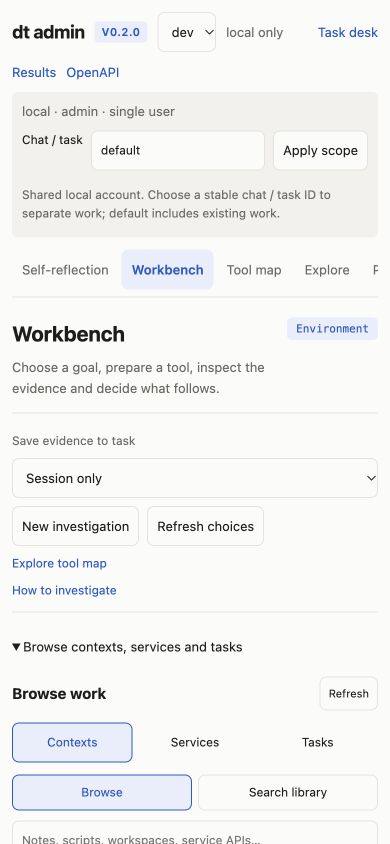 dt admin V0.2.0 dev local only Task desk
Results OpenAPI
local · admin · single user
Chat / task default Apply scope
Shared local account. Choose a stable chat / task ID to
separate work; default includes existing work.
Self-reflection Workbench Tool map Explore P
Workbench Environment
Choose a goal, prepare a tool, inspect the
evidence and decide what follows.
Save evidence to task
Session only
New investigation Refresh choices
Explore tool map
How to investigate
Browse contexts, services and tasks
Browse work Refresh
Contexts Services Tasks
Browse Search library
Notes, scripts, workspaces, service APIs...